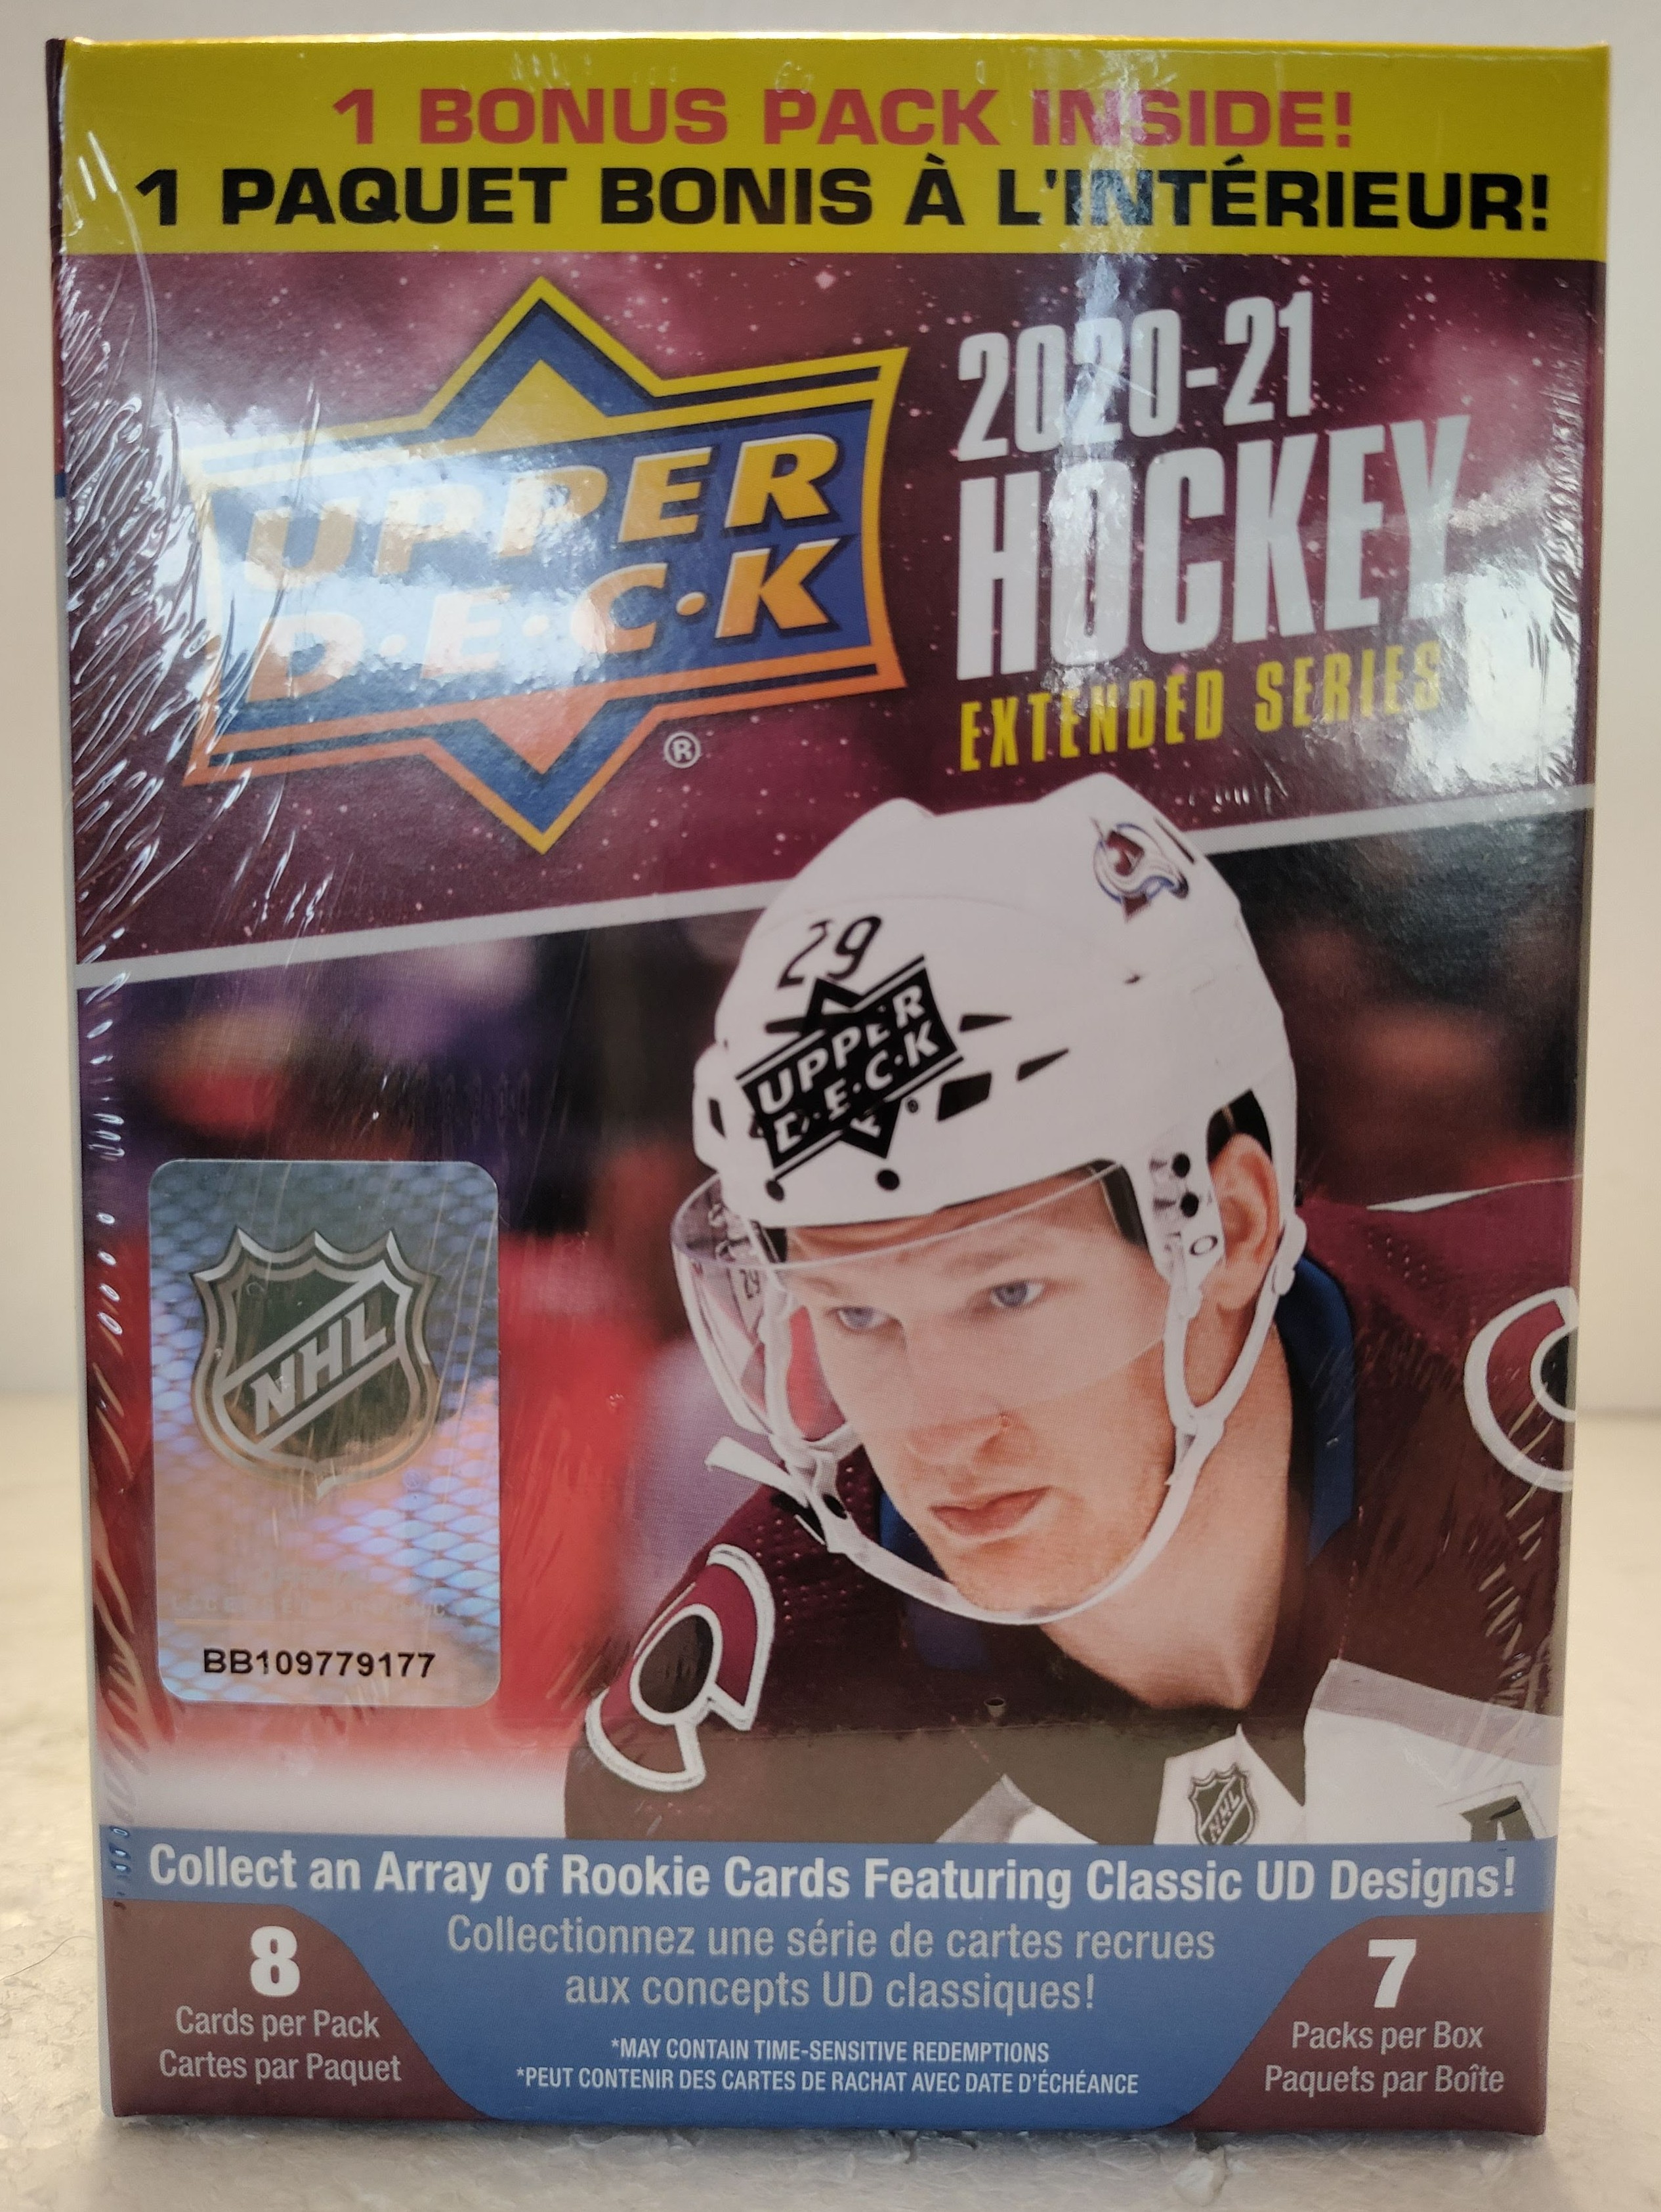 1 BONUS PACK INSIDE!
1 PAQUET BONIS À L'INTÉRIEUR!
UPPER
D·E·C·K
®
2020-21
HOCKEY
EXTENDED SERIES
29
UPPER
D·E·C·K
29
NHL
BB109779177
NHL
A
Collect an Array of Rookie Cards Featuring Classic UD Designs!
Collectionnez une série de cartes recrues
aux concepts UD classiques!
*MAY CONTAIN TIME-SENSITIVE REDEMPTIONS
*PEUT CONTENIR DES CARTES DE RACHAT AVEC DATE D'ÉCHÉANCE
8
Cards per Pack
Cartes par Paquet
7
Packs per Box
Paquets par Boîte